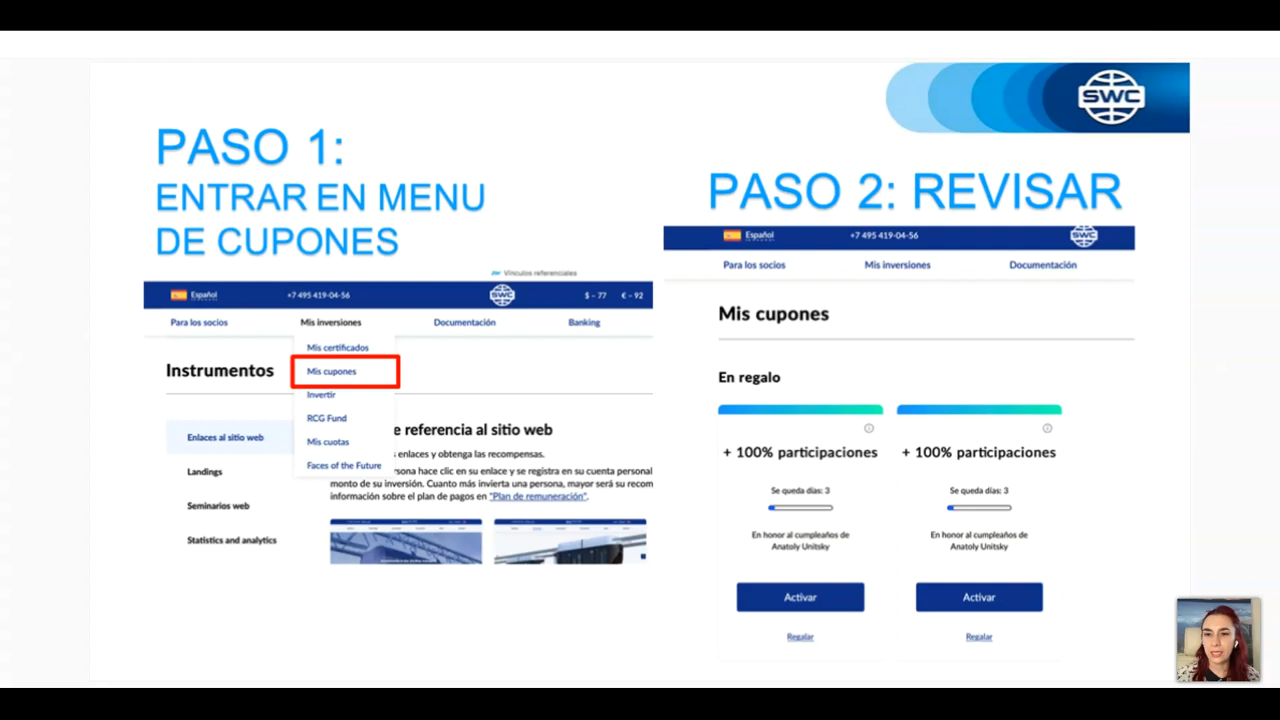 SWC
PASO 1:
ENTRAR EN MENU
DE CUPONES
Vínculos referenciales
Español
+7 495 419-04-56
SWC
$ – 77
€ – 92
Para los socios
Mis inversiones
Documentación
Banking
Mis certificados
Mis cupones
Invertir
RCG Fund
Mis cuotas
Faces of the Future
Instrumentos
Enlaces al sitio web
Landings
Seminarios web
Statistics and analytics
e referencia al sitio web
s enlaces y obtenga las recompensas.
rsona hace clic en su enlace y se registra en su cuenta personal
monto de su inversión. Cuanto más invierta una persona, mayor será su recom
información sobre el plan de pagos en "Plan de remuneración".
PASO 2: REVISAR
Español
+7 495 419-04-56
SWC
Para los socios
Mis inversiones
Documentación
Mis cupones
En regalo
+ 100% participaciones
Se queda días: 3
En honor al cumpleaños de
Anatoly Unitsky
Activar
Regalar
+ 100% participaciones
Se queda días: 3
En honor al cumpleaños de
Anatoly Unitsky
Activar
Regalar